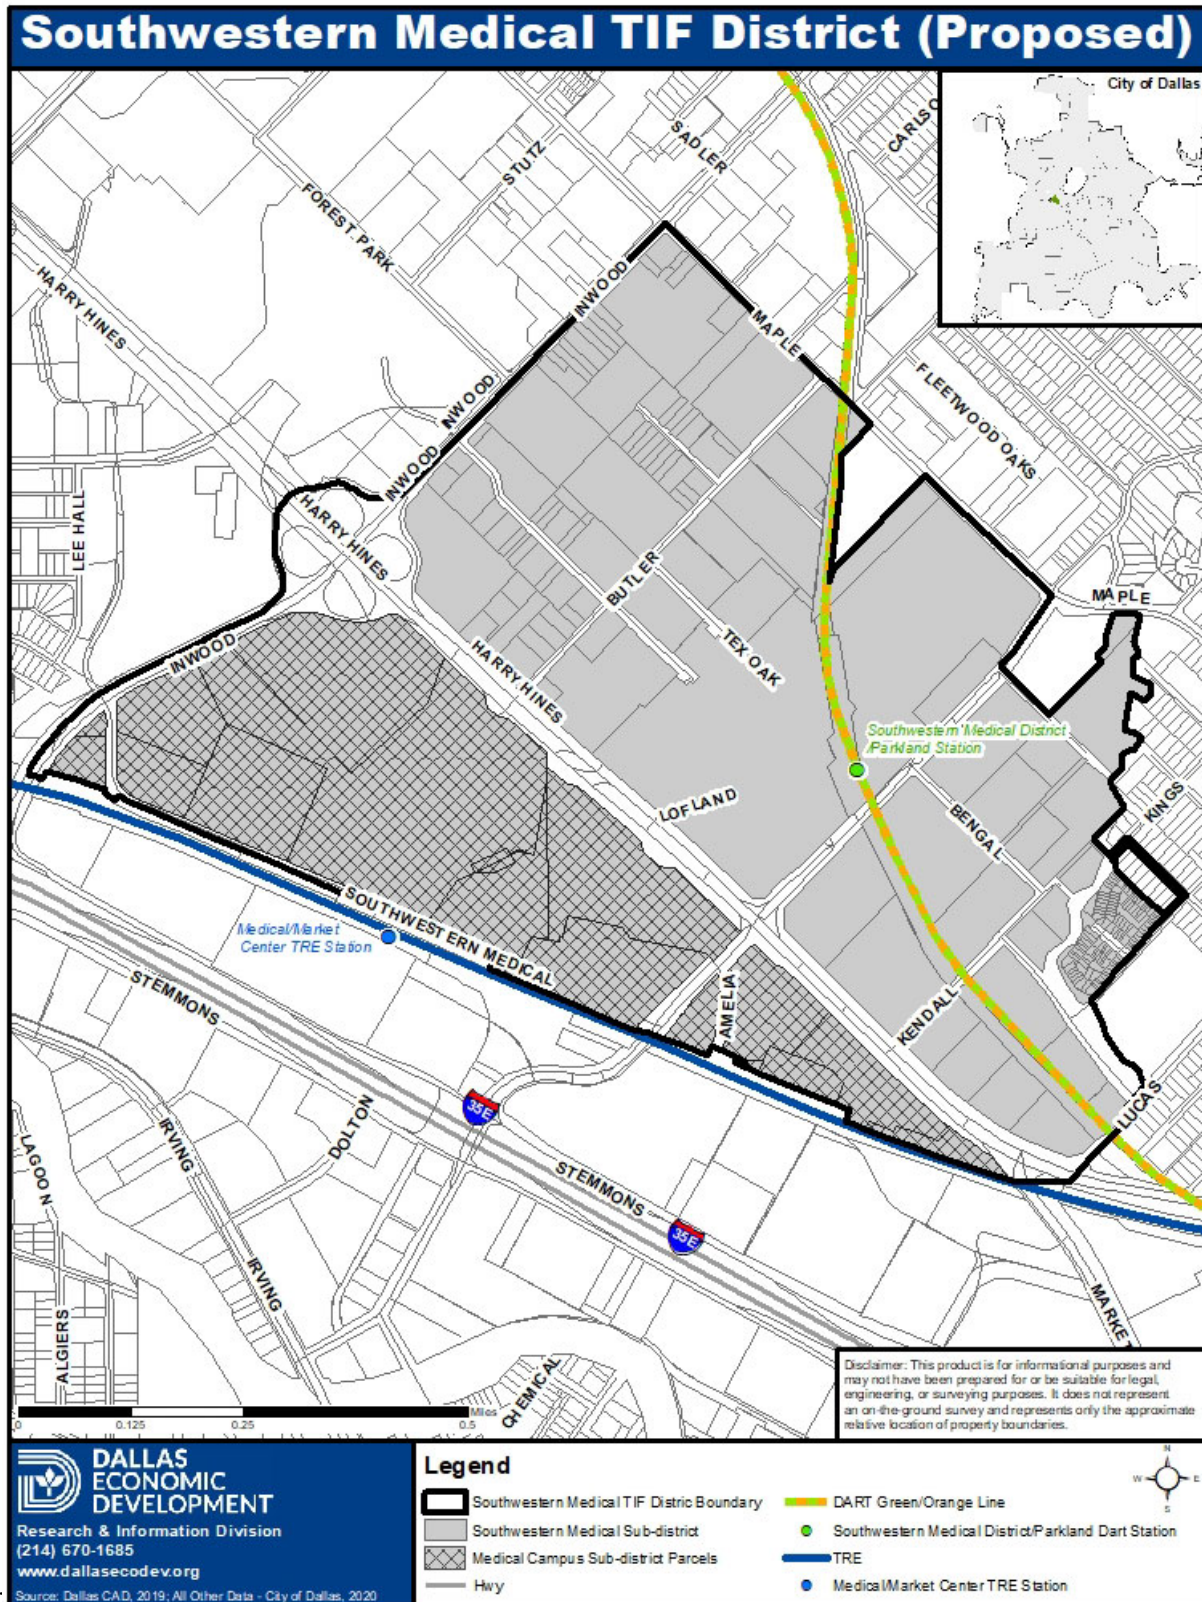 Southwestern Medical TIF District (Proposed)
City of Dallas
CARLSO
SADLER
STUTZ
FOREST PARK
HARRY HINES
INWOOD
MAPLE
FLEETWOOD OAKS
NWOOD
INWOOD
LEE HALL
HARRY HINES
BUTLER
MAPLE
TEX OAK
INWOOD
HARRY HINES
Southwestern Medical District
/Parkland Station
LOFLAND
BENGAL
KINGS
SOUTHWESTERN MEDICAL
Medical/Market
Center TRE Station
STEMMONS
AMELIA
KENDALL
LUCAS
35E
DOLTON
IRVING
LAGOON
STEMMONS
35E
IRVING
MARKET
ALGIERS
CHEMICAL
Miles
0
0.125
0.25
0.5
Disclaimer: This product is for informational purposes and
may not have been prepared for or be suitable for legal,
engineering, or surveying purposes. It does not represent
an on-the-ground survey and represents only the approximate
relative location of property boundaries.
DALLAS
ECONOMIC
DEVELOPMENT
Research & Information Division
(214) 670-1685
www.dallasecodev.org
Source: Dallas CAD, 2019; All Other Data - City of Dallas, 2020
Legend
Southwestern Medical TIF Distric Boundary
Southwestern Medical Sub-district
Medical Campus Sub-district Parcels
Hwy
DART Green/Orange Line
Southwestern Medical District/Parkland Dart Station
TRE
Medical/Market Center TRE Station
N
W
E
S